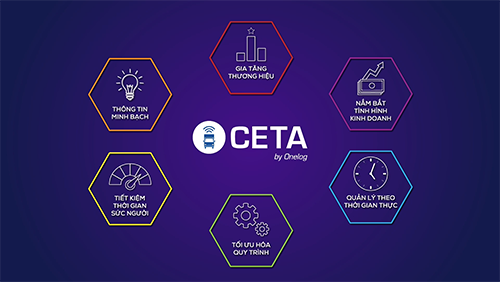 GIA TĂNG
THƯƠNG HIỆU
THÔNG TIN
MINH BẠCH
NẮM BẮT
TÌNH HÌNH
KINH DOANH
CETA
by Onelog
TIẾT KIỆM
THỜI GIAN
SỨC NGƯỜI
QUẢN LÝ THEO
THỜI GIAN THỰC
TỐI ƯU HÓA
QUY TRÌNH